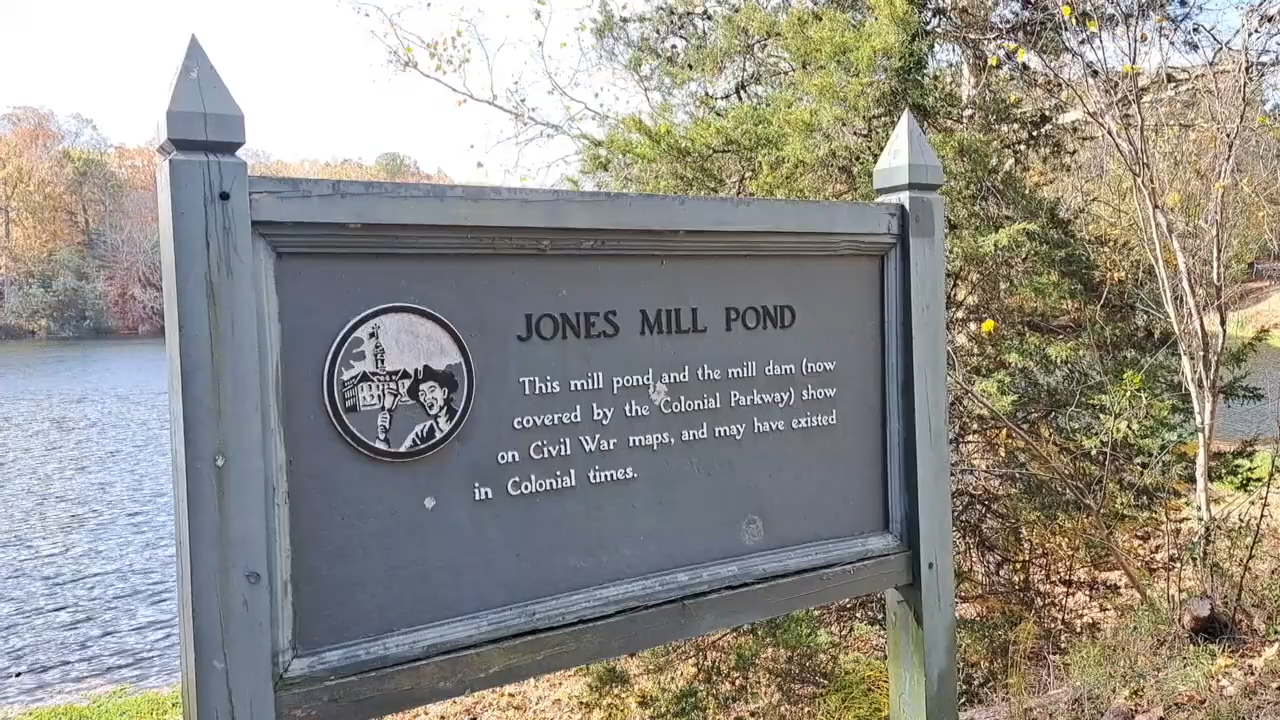 JONES MILL POND
This mill pond and the mill dam (now
covered by the Colonial Parkway) show
on Civil War maps, and may have existed
in Colonial times.